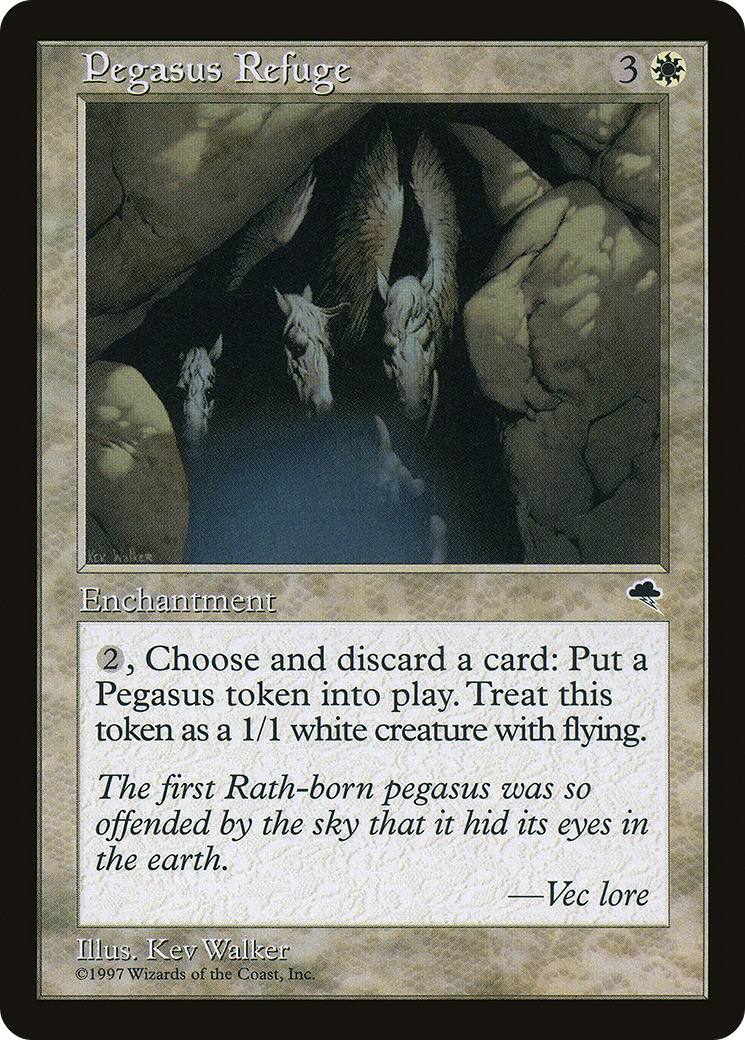 Pegasus Refuge 3
Kev Walker
Enchantment
2, Choose and discard a card: Put a
Pegasus token into play. Treat this
token as a 1/1 white creature with flying.
The first Rath-born pegasus was so
offended by the sky that it hid its eyes in
the earth.
—Vec lore
Illus. Kev Walker
©1997 Wizards of the Coast, Inc.